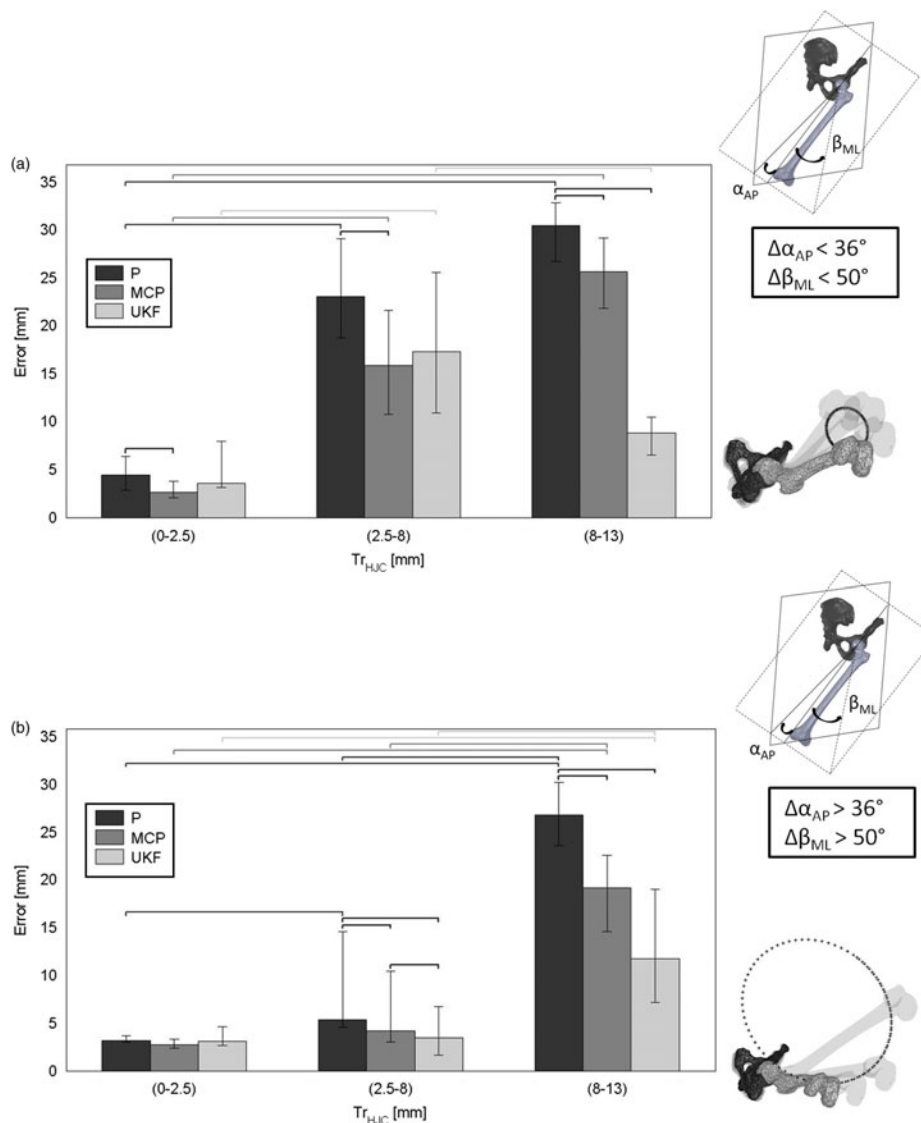 (a)
35
30
25
20
15
10
5
0
Error [mm]
P
MCP
UKF
(0-2.5)
(2.5-8)
(8-13)
Tr_HJC [mm]
β_ML
α_AP
Δα_AP < 36°
Δβ_ML < 50°
(b)
35
30
25
20
15
10
5
0
Error [mm]
P
MCP
UKF
(0-2.5)
(2.5-8)
(8-13)
Tr_HJC [mm]
β_ML
α_AP
Δα_AP > 36°
Δβ_ML > 50°